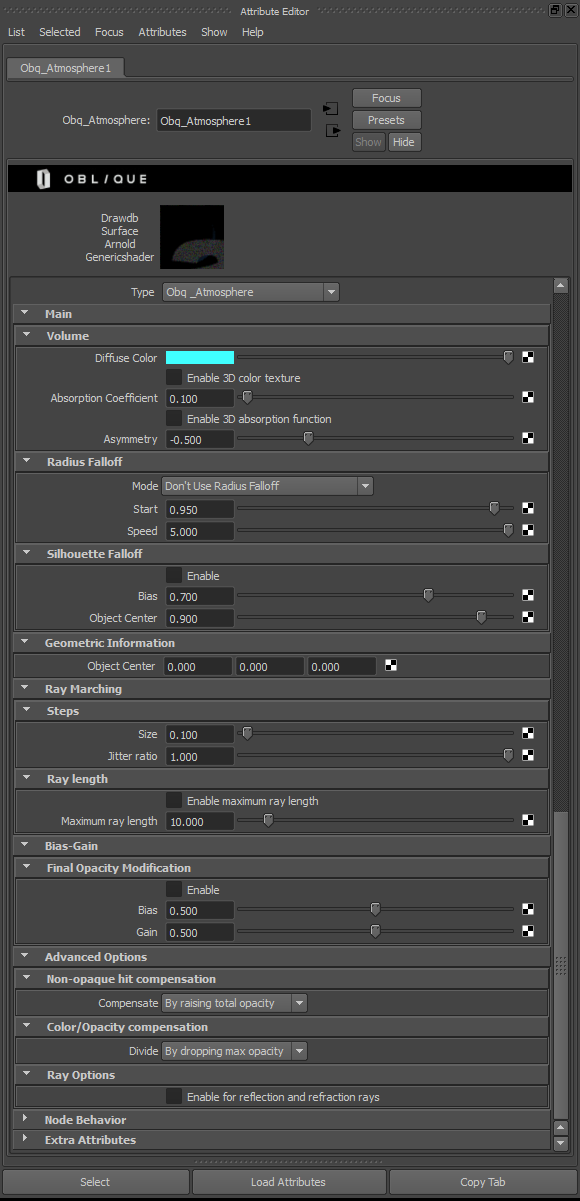 Attribute Editor
List Selected Focus Attributes Show Help
Obq_Atmosphere1
Focus
Obq_Atmosphere: Obq_Atmosphere1 Presets
Show Hide
OBLIQUE
Drawdb
Surface
Arnold
Genericshader
Type Obq _Atmosphere
Main
Volume
Diffuse Color
Enable 3D color texture
Absorption Coefficient 0.100
Enable 3D absorption function
Asymmetry -0.500
Radius Falloff
Mode Don't Use Radius Falloff
Start 0.950
Speed 5.000
Silhouette Falloff
Enable
Bias 0.700
Object Center 0.900
Geometric Information
Object Center 0.000 0.000 0.000
Ray Marching
Steps
Size 0.100
Jitter ratio 1.000
Ray length
Enable maximum ray length
Maximum ray length 10.000
Bias-Gain
Final Opacity Modification
Enable
Bias 0.500
Gain 0.500
Advanced Options
Non-opaque hit compensation
Compensate By raising total opacity
Color/Opacity compensation
Divide By dropping max opacity
Ray Options
Enable for reflection and refraction rays
Node Behavior
Extra Attributes
Select Load Attributes Copy Tab